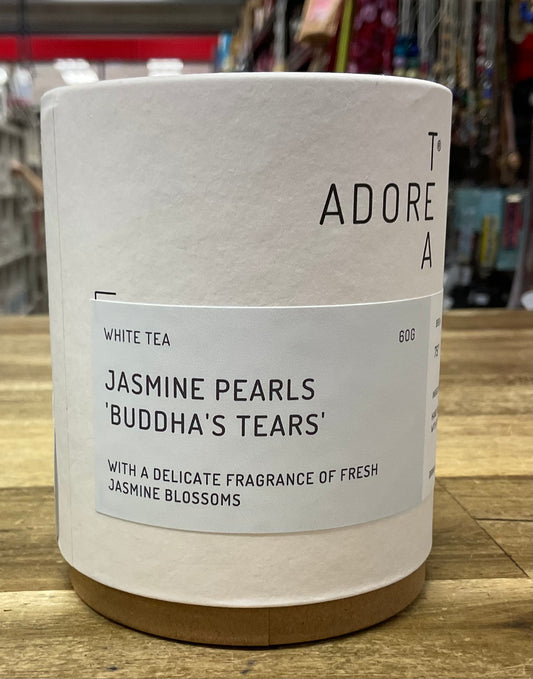 T®
ADORE
A
WHITE TEA 60G
JASMINE PEARLS
'BUDDHA'S TEARS'
WITH A DELICATE FRAGRANCE OF FRESH
JASMINE BLOSSOMS